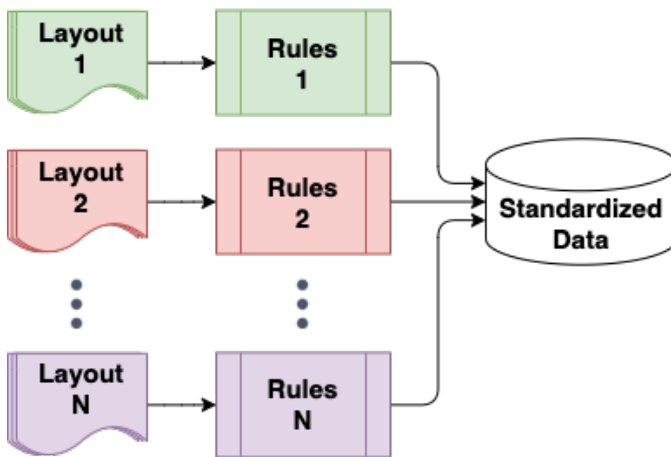 Layout
1
Rules
1
Layout
2
Rules
2
Standardized
Data
Layout
N
Rules
N